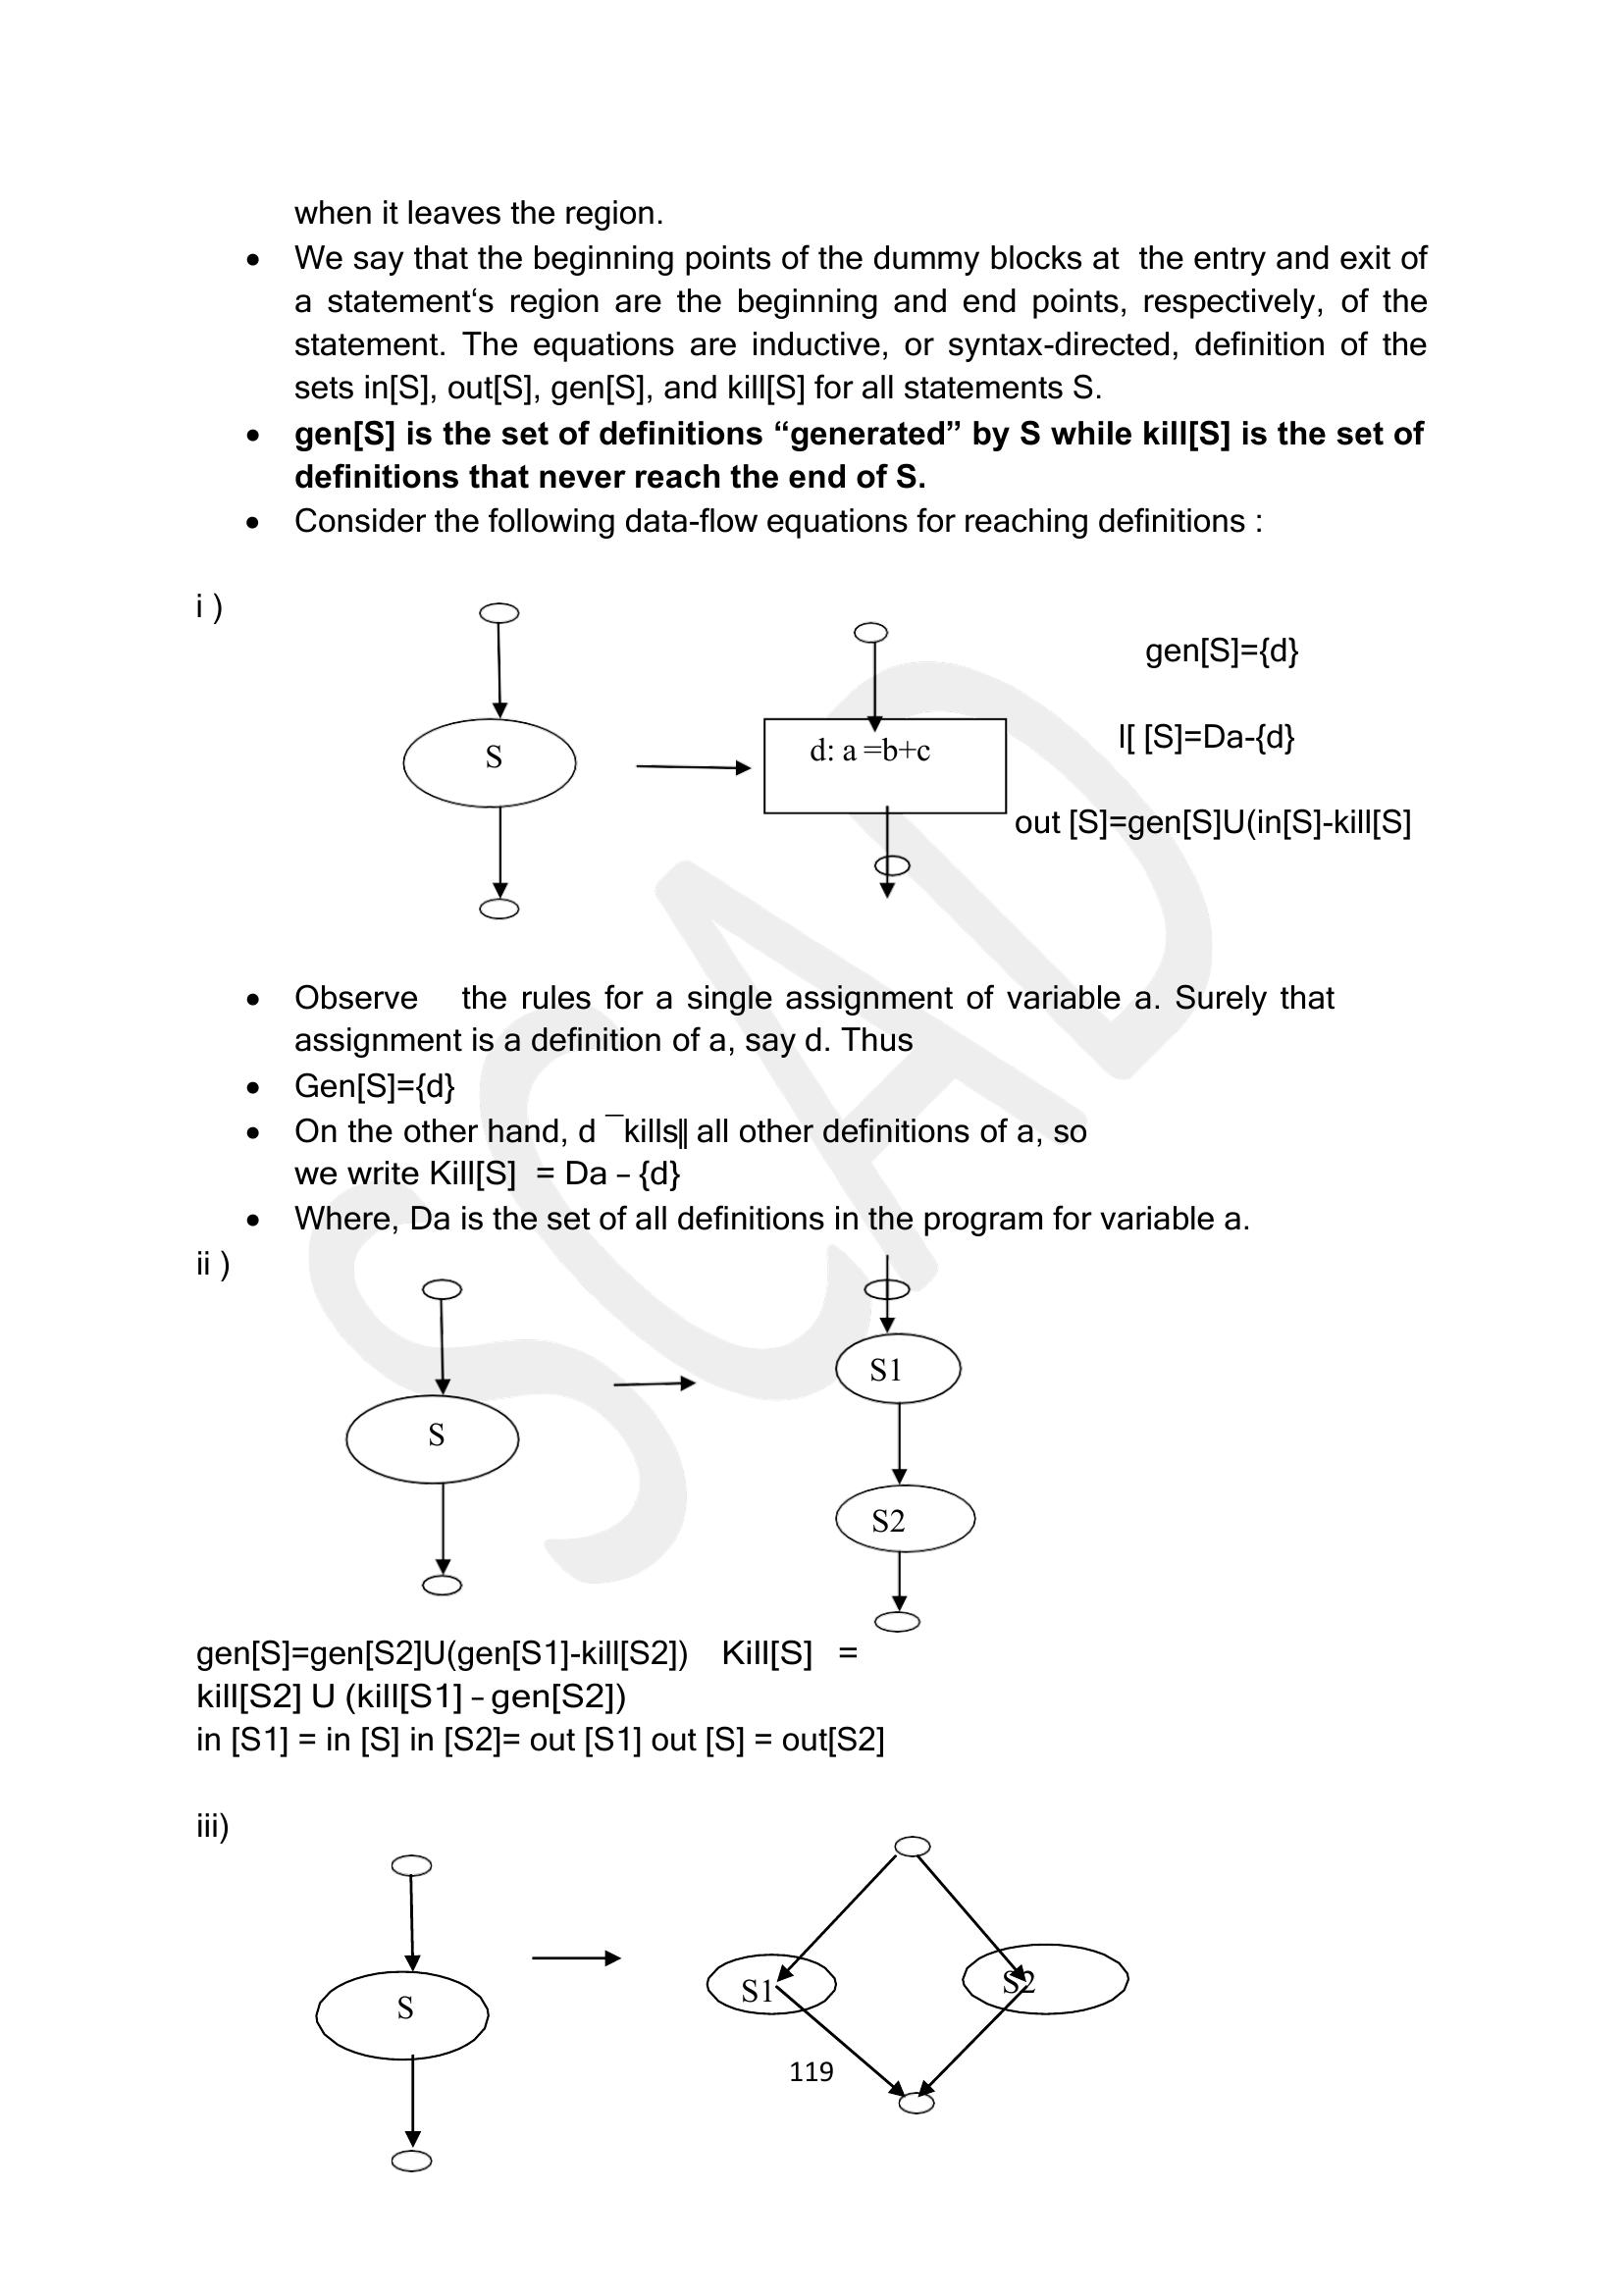 when it leaves the region.
• We say that the beginning points of the dummy blocks at the entry and exit of
a statement‘s region are the beginning and end points, respectively, of the
statement. The equations are inductive, or syntax-directed, definition of the
sets in[S], out[S], gen[S], and kill[S] for all statements S.
• gen[S] is the set of definitions “generated” by S while kill[S] is the set of
definitions that never reach the end of S.
• Consider the following data-flow equations for reaching definitions :
i )
gen[S]={d}
S
d: a =b+c
l[ [S]=Da-{d}
out [S]=gen[S]U(in[S]-kill[S]
• Observe the rules for a single assignment of variable a. Surely that
assignment is a definition of a, say d. Thus
• Gen[S]={d}
• On the other hand, d ¯kills‖ all other definitions of a, so
we write Kill[S] = Da – {d}
• Where, Da is the set of all definitions in the program for variable a.
ii )
S
S1
S2
gen[S]=gen[S2]U(gen[S1]-kill[S2]) Kill[S] =
kill[S2] U (kill[S1] – gen[S2])
in [S1] = in [S] in [S2]= out [S1] out [S] = out[S2]
iii)
S
S1
S2
119
SCAD